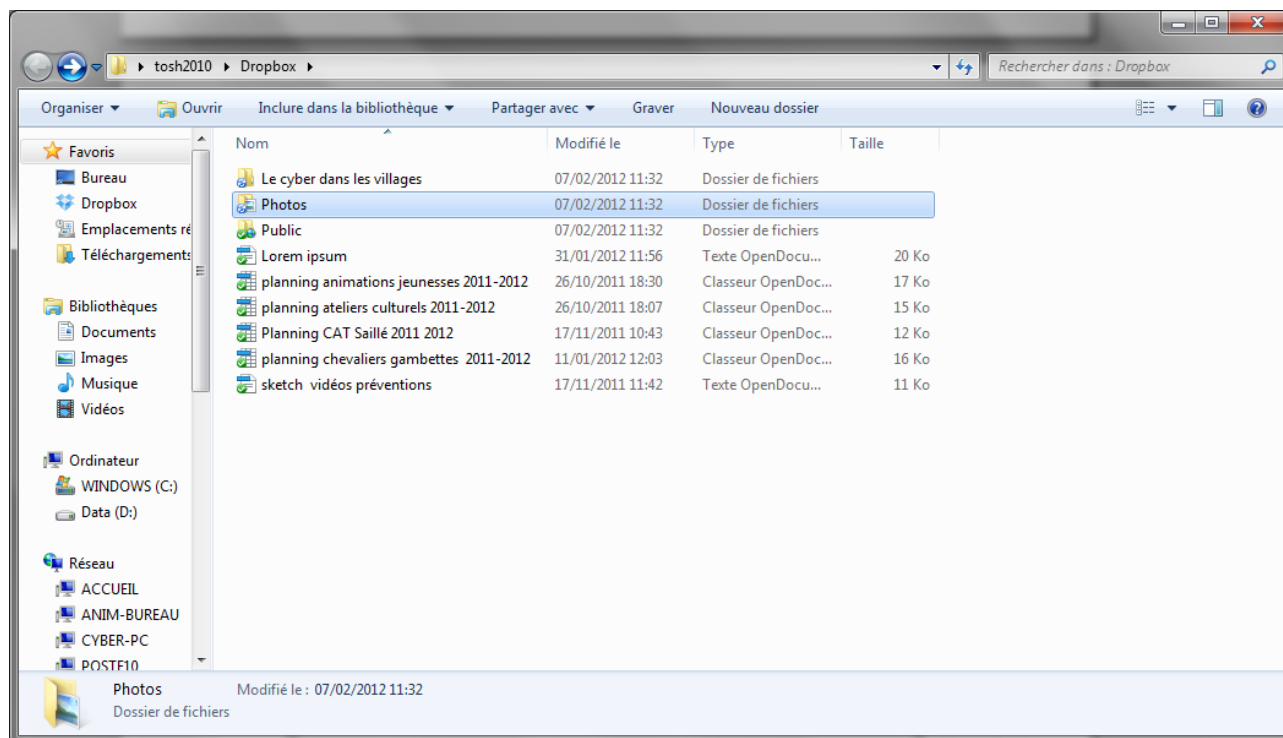 tosh2010 Dropbox Rechercher dans : Dropbox
Organiser Ouvrir Inclure dans la bibliothèque Partager avec Graver Nouveau dossier
Favoris
Bureau
Dropbox
Emplacements ré
Téléchargements
Bibliothèques
Documents
Images
Musique
Vidéos
Ordinateur
WINDOWS (C:)
Data (D:)
Réseau
ACCUEIL
ANIM-BUREAU
CYBER-PC
POSTE10
Nom Modifié le Type Taille
Le cyber dans les villages 07/02/2012 11:32 Dossier de fichiers
Photos 07/02/2012 11:32 Dossier de fichiers
Public 07/02/2012 11:32 Dossier de fichiers
Lorem ipsum 31/01/2012 11:56 Texte OpenDocu... 20 Ko
planning animations jeunesses 2011-2012 26/10/2011 18:30 Classeur OpenDoc... 17 Ko
planning ateliers culturels 2011-2012 26/10/2011 18:07 Classeur OpenDoc... 15 Ko
Planning CAT Saillé 2011 2012 17/11/2011 10:43 Classeur OpenDoc... 12 Ko
planning chevaliers gambettes 2011-2012 11/01/2012 12:03 Classeur OpenDoc... 16 Ko
sketch vidéos préventions 17/11/2011 11:42 Texte OpenDocu... 11 Ko
Photos Modifié le : 07/02/2012 11:32
Dossier de fichiers